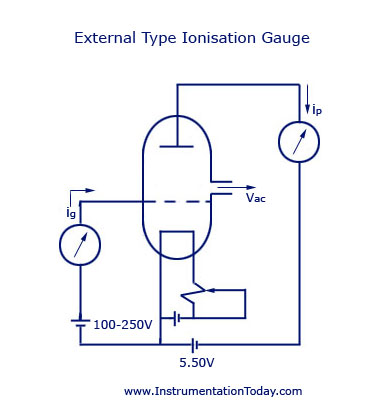 External Type Ionisation Gauge
ip
Vac
ig
100-250V
5.50V
www.InstrumentationToday.com